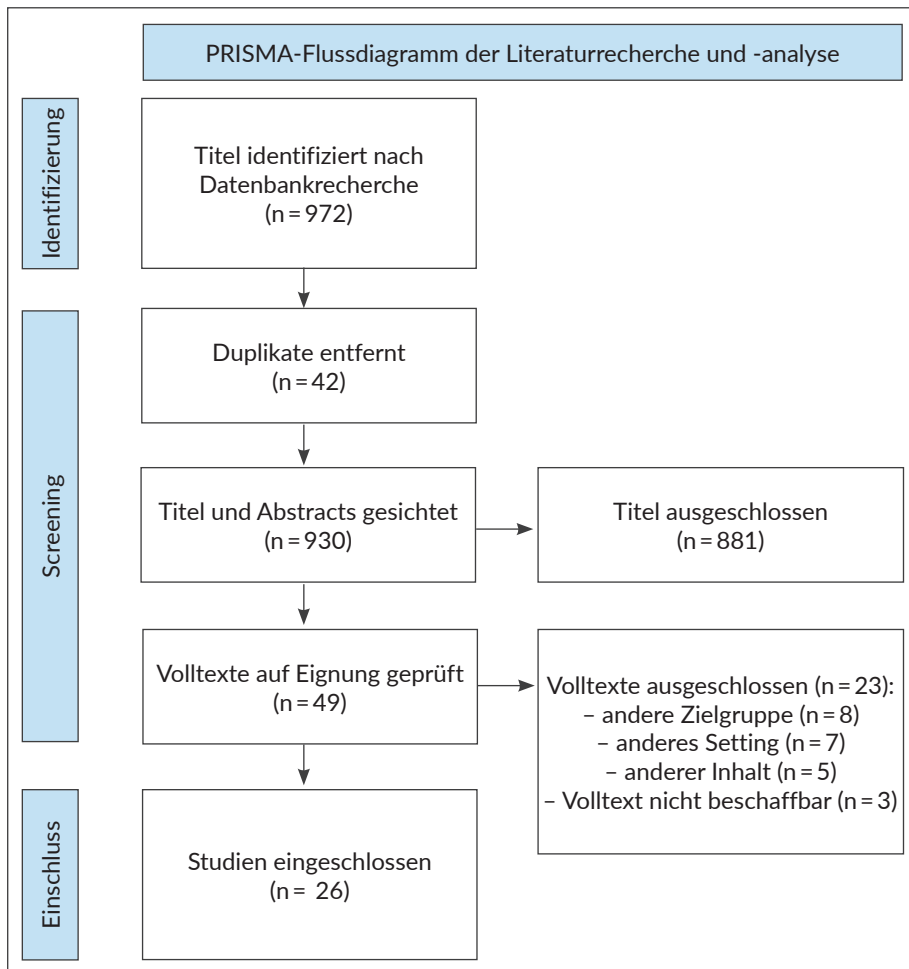 PRISMA-Flussdiagramm der Literaturrecherche und -analyse
Identifizierung
Titel identifiziert nach
Datenbankrecherche
(n = 972)
Screening
Duplikate entfernt
(n = 42)
Titel und Abstracts gesichtet
(n = 930)
Titel ausgeschlossen
(n = 881)
Volltexte auf Eignung geprüft
(n = 49)
Volltexte ausgeschlossen (n = 23):
– andere Zielgruppe (n = 8)
– anderes Setting (n = 7)
– anderer Inhalt (n = 5)
– Volltext nicht beschaffbar (n = 3)
Einschluss
Studien eingeschlossen
(n = 26)